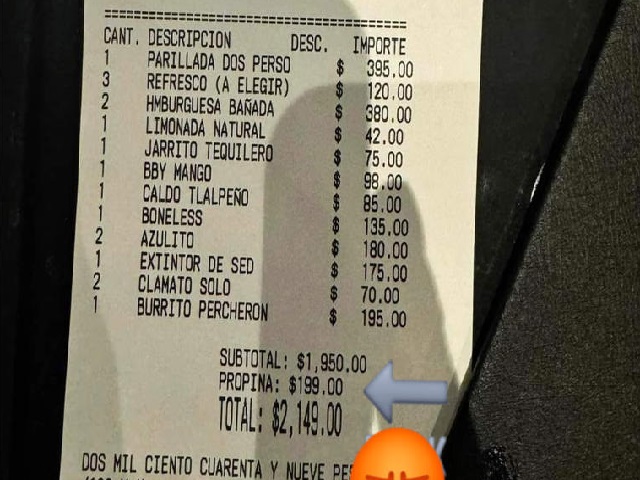 CANT. DESCRIPCION DESC. IMPORTE
1 PARILLADA DOS PERSO $ 395.00
3 REFRESCO (A ELEGIR) $ 120.00
2 HMBURGUESA BAÑADA $ 380.00
1 LIMONADA NATURAL $ 42.00
1 JARRITO TEQUILERO $ 75.00
1 BBY MANGO $ 98.00
1 CALDO TLALPEÑO $ 85.00
1 BONELESS $ 135.00
2 AZULITO $ 180.00
1 EXTINTOR DE SED $ 175.00
2 CLAMATO SOLO $ 70.00
1 BURRITO PERCHERON $ 195.00
SUBTOTAL: $1,950.00
PROPINA: $199.00
TOTAL: $2,149.00
DOS MIL CIENTO CUARENTA Y NUEVE